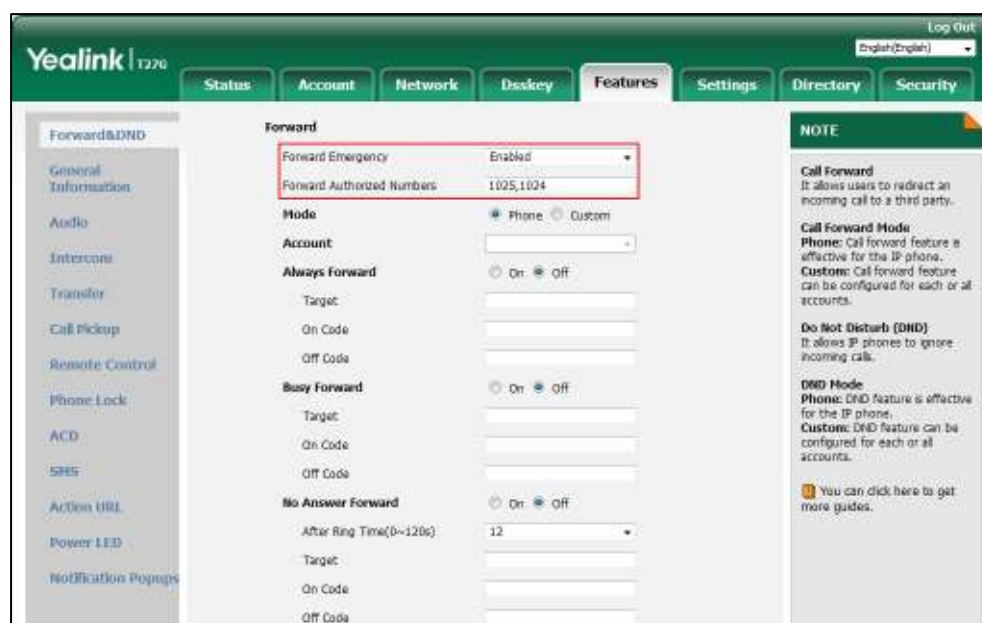 Log Out
Yealink T27G
English(English)
Status Account Network Dsskey Features Settings Directory Security
Forward&DND
General
Information
Audio
Intercom
Transfer
Call Pickup
Remote Control
Phone Lock
ACD
SMS
Action URL
Power LED
Notification Popups
Forward
Forward Emergency Enabled
Forward Authorized Numbers 1025,1024
Mode Phone Custom
Account
Always Forward On Off
Target
On Code
Off Code
Busy Forward On Off
Target
On Code
Off Code
No Answer Forward On Off
After Ring Time(0~120s) 12
Target
On Code
Off Code
NOTE
Call Forward
It allows users to redirect an
incoming call to a third party.
Call Forward Mode
Phone: Call forward feature is
effective for the IP phone.
Custom: Call forward feature
can be configured for each or all
accounts.
Do Not Disturb (DND)
It allows IP phones to ignore
incoming calls.
DND Mode
Phone: DND feature is effective
for the IP phone.
Custom: DND feature can be
configured for each or all
accounts.
You can click here to get
more guides.